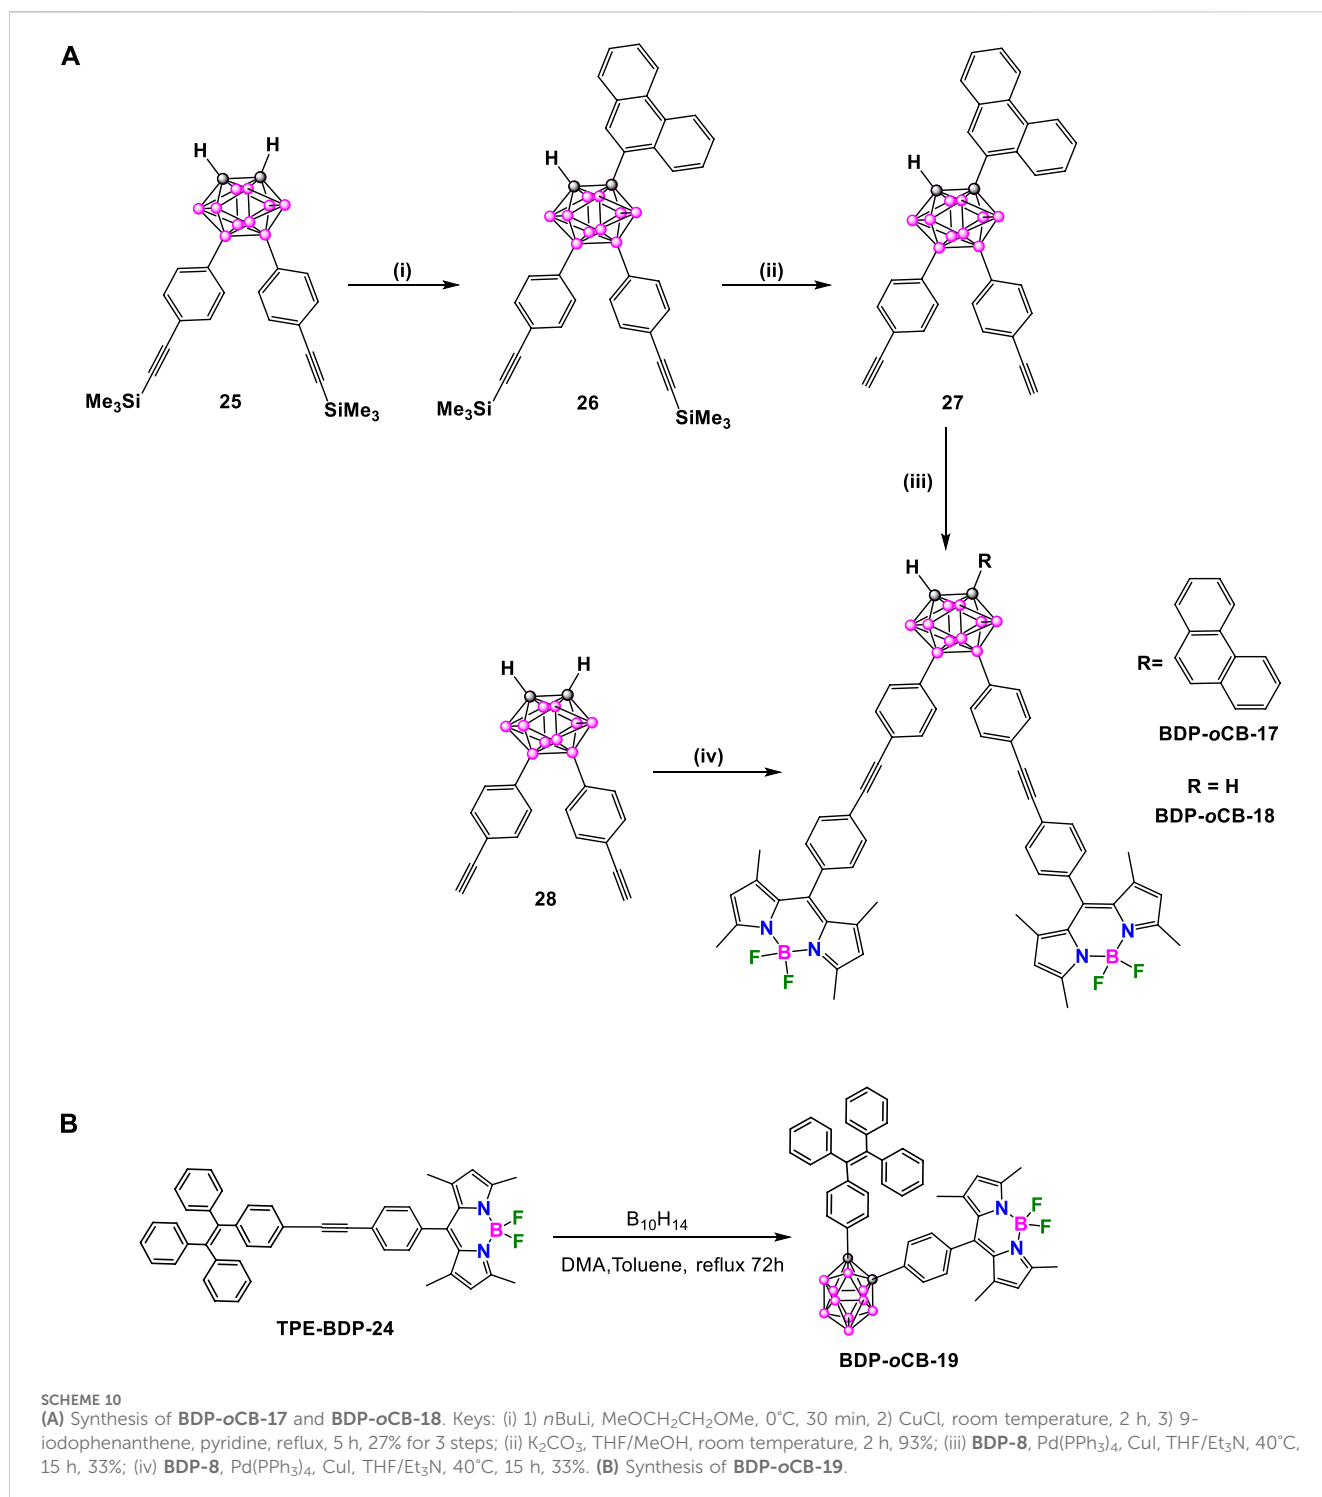 A
H H
(i)
Me3Si
25
SiMe3
H
Me3Si
26
SiMe3
(ii)
H
27
(iii)
H R
R=
BDP-oCB-17
R = H
BDP-oCB-18
H H
28
(iv)
N N
F B
F
N N
B F
F
B
TPE-BDP-24
N
B F
F
N
B10H14
DMA,Toluene, reflux 72h
N
B F
F
N
BDP-oCB-19
SCHEME 10
(A) Synthesis of BDP-oCB-17 and BDP-oCB-18. Keys: (i) 1) nBuLi, MeOCH2CH2OMe, 0°C, 30 min, 2) CuCl, room temperature, 2 h, 3) 9-
iodophenanthene, pyridine, reflux, 5 h, 27% for 3 steps; (ii) K2CO3, THF/MeOH, room temperature, 2 h, 93%; (iii) BDP-8, Pd(PPh3)4, CuI, THF/Et3N, 40°C,
15 h, 33%; (iv) BDP-8, Pd(PPh3)4, CuI, THF/Et3N, 40°C, 15 h, 33%. (B) Synthesis of BDP-oCB-19.